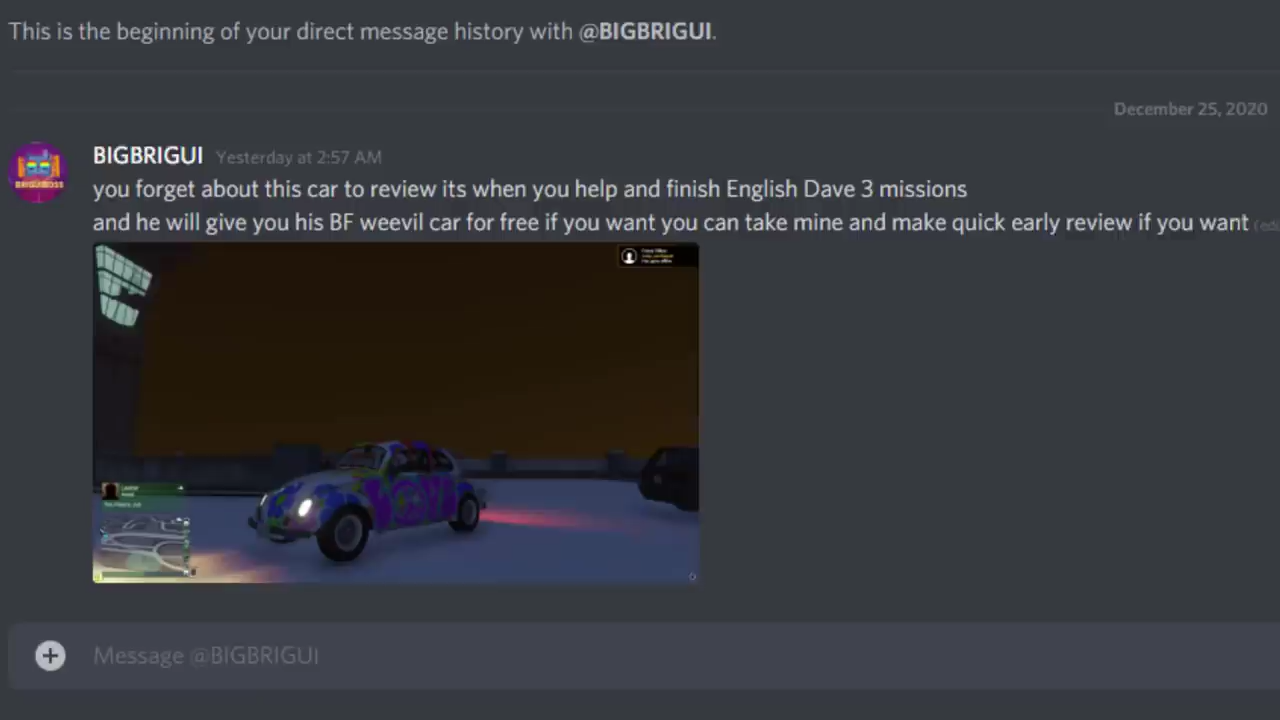 This is the beginning of your direct message history with @BIGBRIGUI.
December 25, 2020
BIGBRIGUI Yesterday at 2:57 AM
you forget about this car to review its when you help and finish English Dave 3 missions
and he will give you his BF weevil car for free if you want you can take mine and make quick early review if you want
Message @BIGBRIGUI